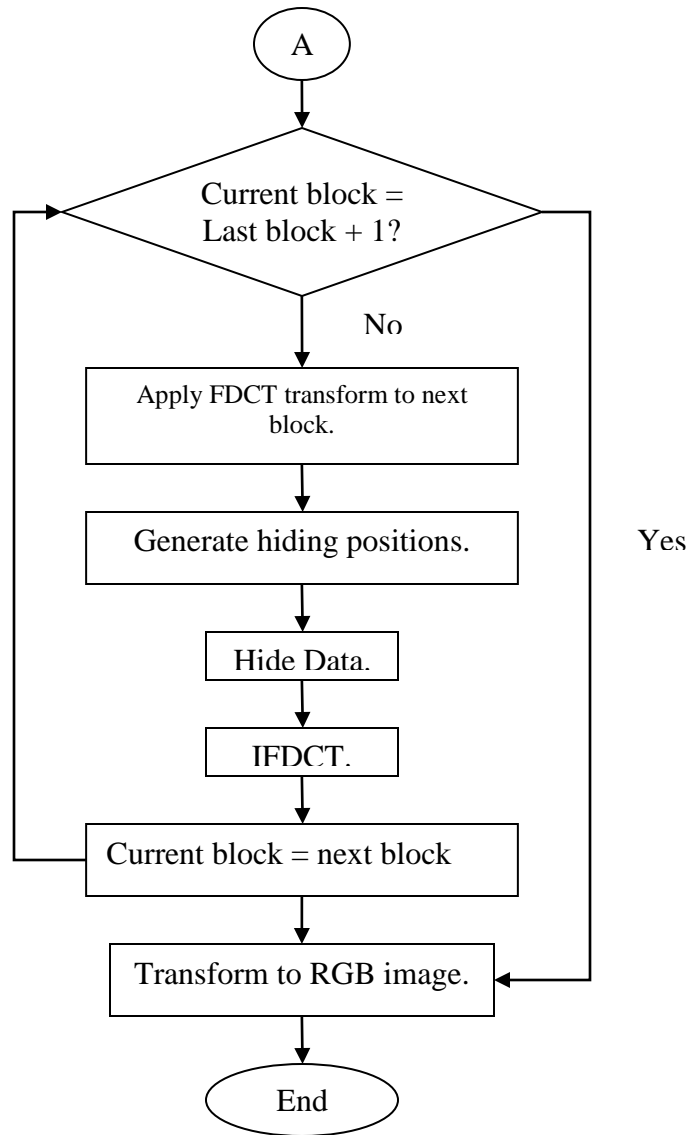 A
Current block =
Last block + 1?
No
Apply FDCT transform to next
block.
Generate hiding positions.
Yes
Hide Data.
IFDCT.
Current block = next block
Transform to RGB image.
End